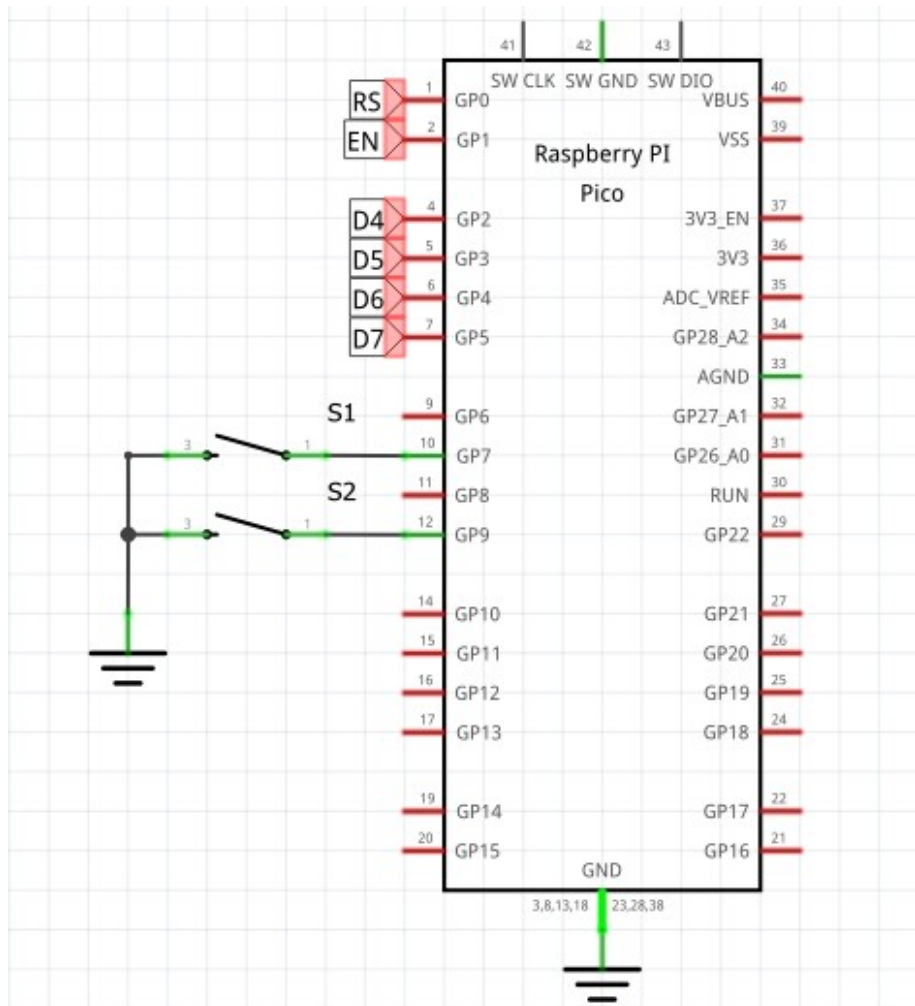 41 42 43
SW CLK SW GND SW DIO
RS 1 GP0 VBUS 40
EN 2 GP1 VSS 39
Raspberry PI
Pico
D4 4 GP2 3V3_EN 37
D5 5 GP3 3V3 36
D6 6 GP4 ADC_VREF 35
D7 7 GP5 GP28_A2 34
AGND 33
S1 9 GP6 GP27_A1 32
3 1 10 GP7 GP26_A0 31
S2 11 GP8 RUN 30
3 1 12 GP9 GP22 29
14 GP10 GP21 27
15 GP11 GP20 26
16 GP12 GP19 25
17 GP13 GP18 24
19 GP14 GP17 22
20 GP15 GP16 21
GND
3,8,13,18 23,28,38